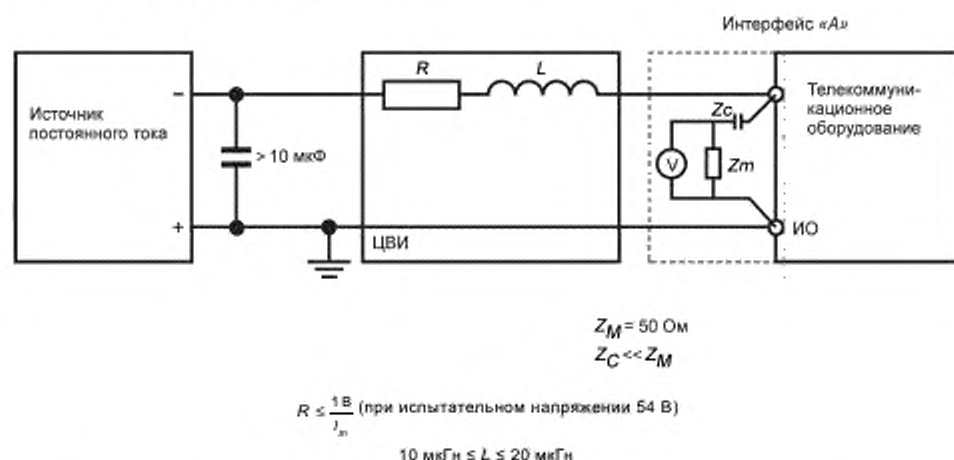 Интерфейс «А»
Источник
постоянного тока
−
+
> 10 мкФ
R
L
ЦВИ
Zc
V
Zm
Телекоммуни-
кационное
оборудование
ИО
Z_M = 50 Ом
Z_C << Z_M
R ≤ 1 В / I_m (при испытательном напряжении 54 В)
10 мкГн ≤ L ≤ 20 мкГн